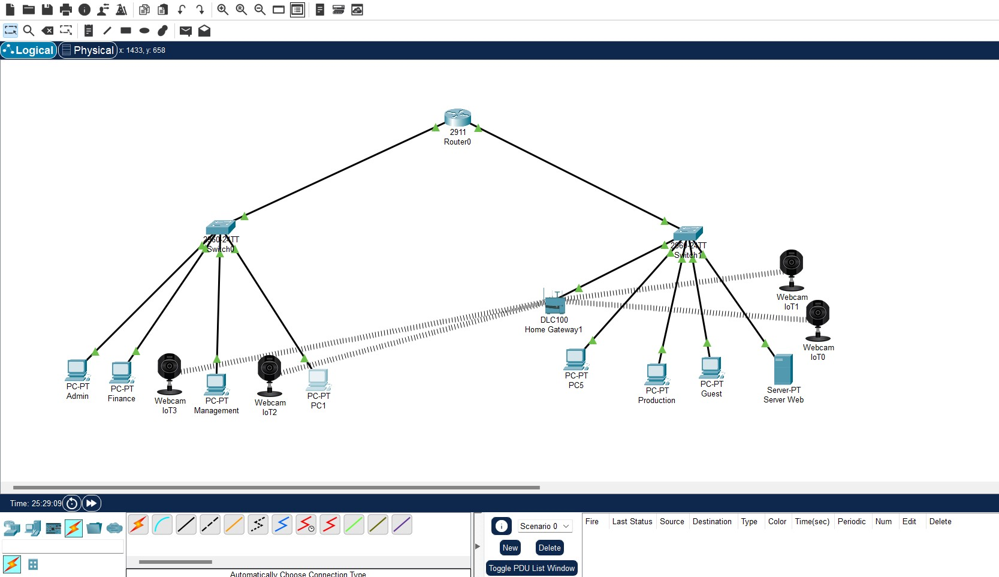 Logical
Physical
x: 1433, y: 658
2911
Router0
2960-24TT
Switch0
2960-24TT
Switch1
Webcam
IoT1
DLC100
Home Gateway1
Webcam
IoT0
PC-PT
Admin
PC-PT
Finance
Webcam
IoT3
PC-PT
Management
Webcam
IoT2
PC-PT
PC1
PC-PT
PC5
PC-PT
Production
PC-PT
Guest
Server-PT
Server Web
Time: 25:29:09
Scenario 0
New
Delete
Toggle PDU List Window
Fire Last Status Source Destination Type Color Time(sec) Periodic Num Edit Delete
Automatically Choose Connection Type